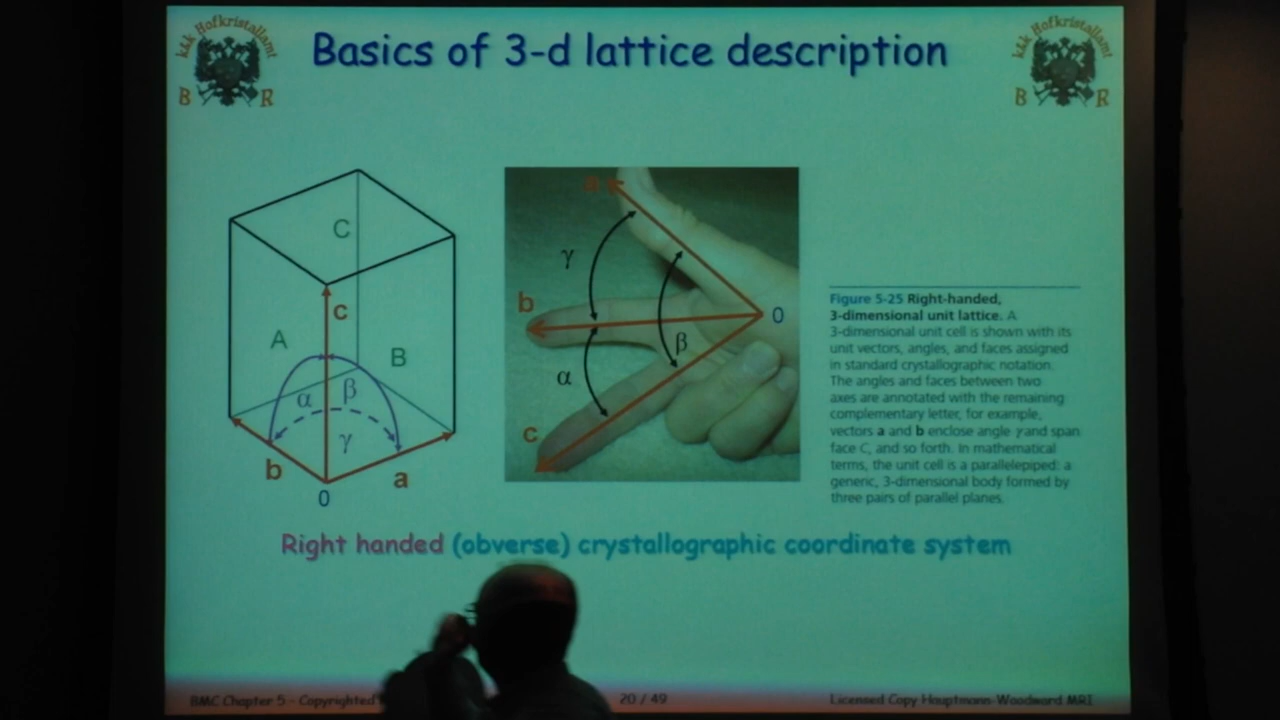 k&k Hofkristallamt
B R
Basics of 3-d lattice description
k&k Hofkristallamt
B R
C
c
A
B
α
β
γ
b
a
0
a
γ
b
0
β
α
c
Figure 5-25 Right-handed,
3-dimensional unit lattice. A
3-dimensional unit cell is shown with its
unit vectors, angles, and faces assigned
in standard crystallographic notation.
The angles and faces between two
axes are annotated with the remaining
complementary letter, for example,
vectors a and b enclose angle γ and span
face C, and so forth. In mathematical
terms, the unit cell is a parallelepiped: a
generic, 3-dimensional body formed by
three pairs of parallel planes.
Right handed (obverse) crystallographic coordinate system
BMC Chapter 5 - Copyrighted
20 / 49
Licensed Copy Hauptmann-Woodward MRI